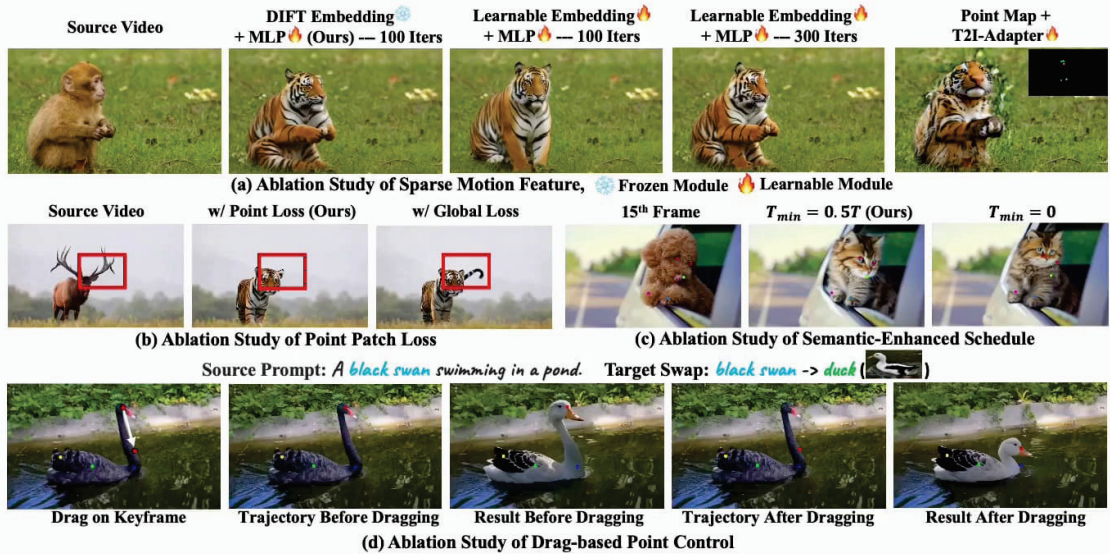 Source Video
DIFT Embedding
+ MLP (Ours) --- 100 Iters
Learnable Embedding
+ MLP --- 100 Iters
Learnable Embedding
+ MLP --- 300 Iters
Point Map +
T2I-Adapter
(a) Ablation Study of Sparse Motion Feature, Frozen Module Learnable Module
Source Video
w/ Point Loss (Ours)
w/ Global Loss
15th Frame
T_min = 0.5T (Ours)
T_min = 0
(b) Ablation Study of Point Patch Loss
(c) Ablation Study of Semantic-Enhanced Schedule
Source Prompt: A black swan swimming in a pond.
Target Swap: black swan -> duck ( )
Drag on Keyframe
Trajectory Before Dragging
Result Before Dragging
Trajectory After Dragging
Result After Dragging
(d) Ablation Study of Drag-based Point Control